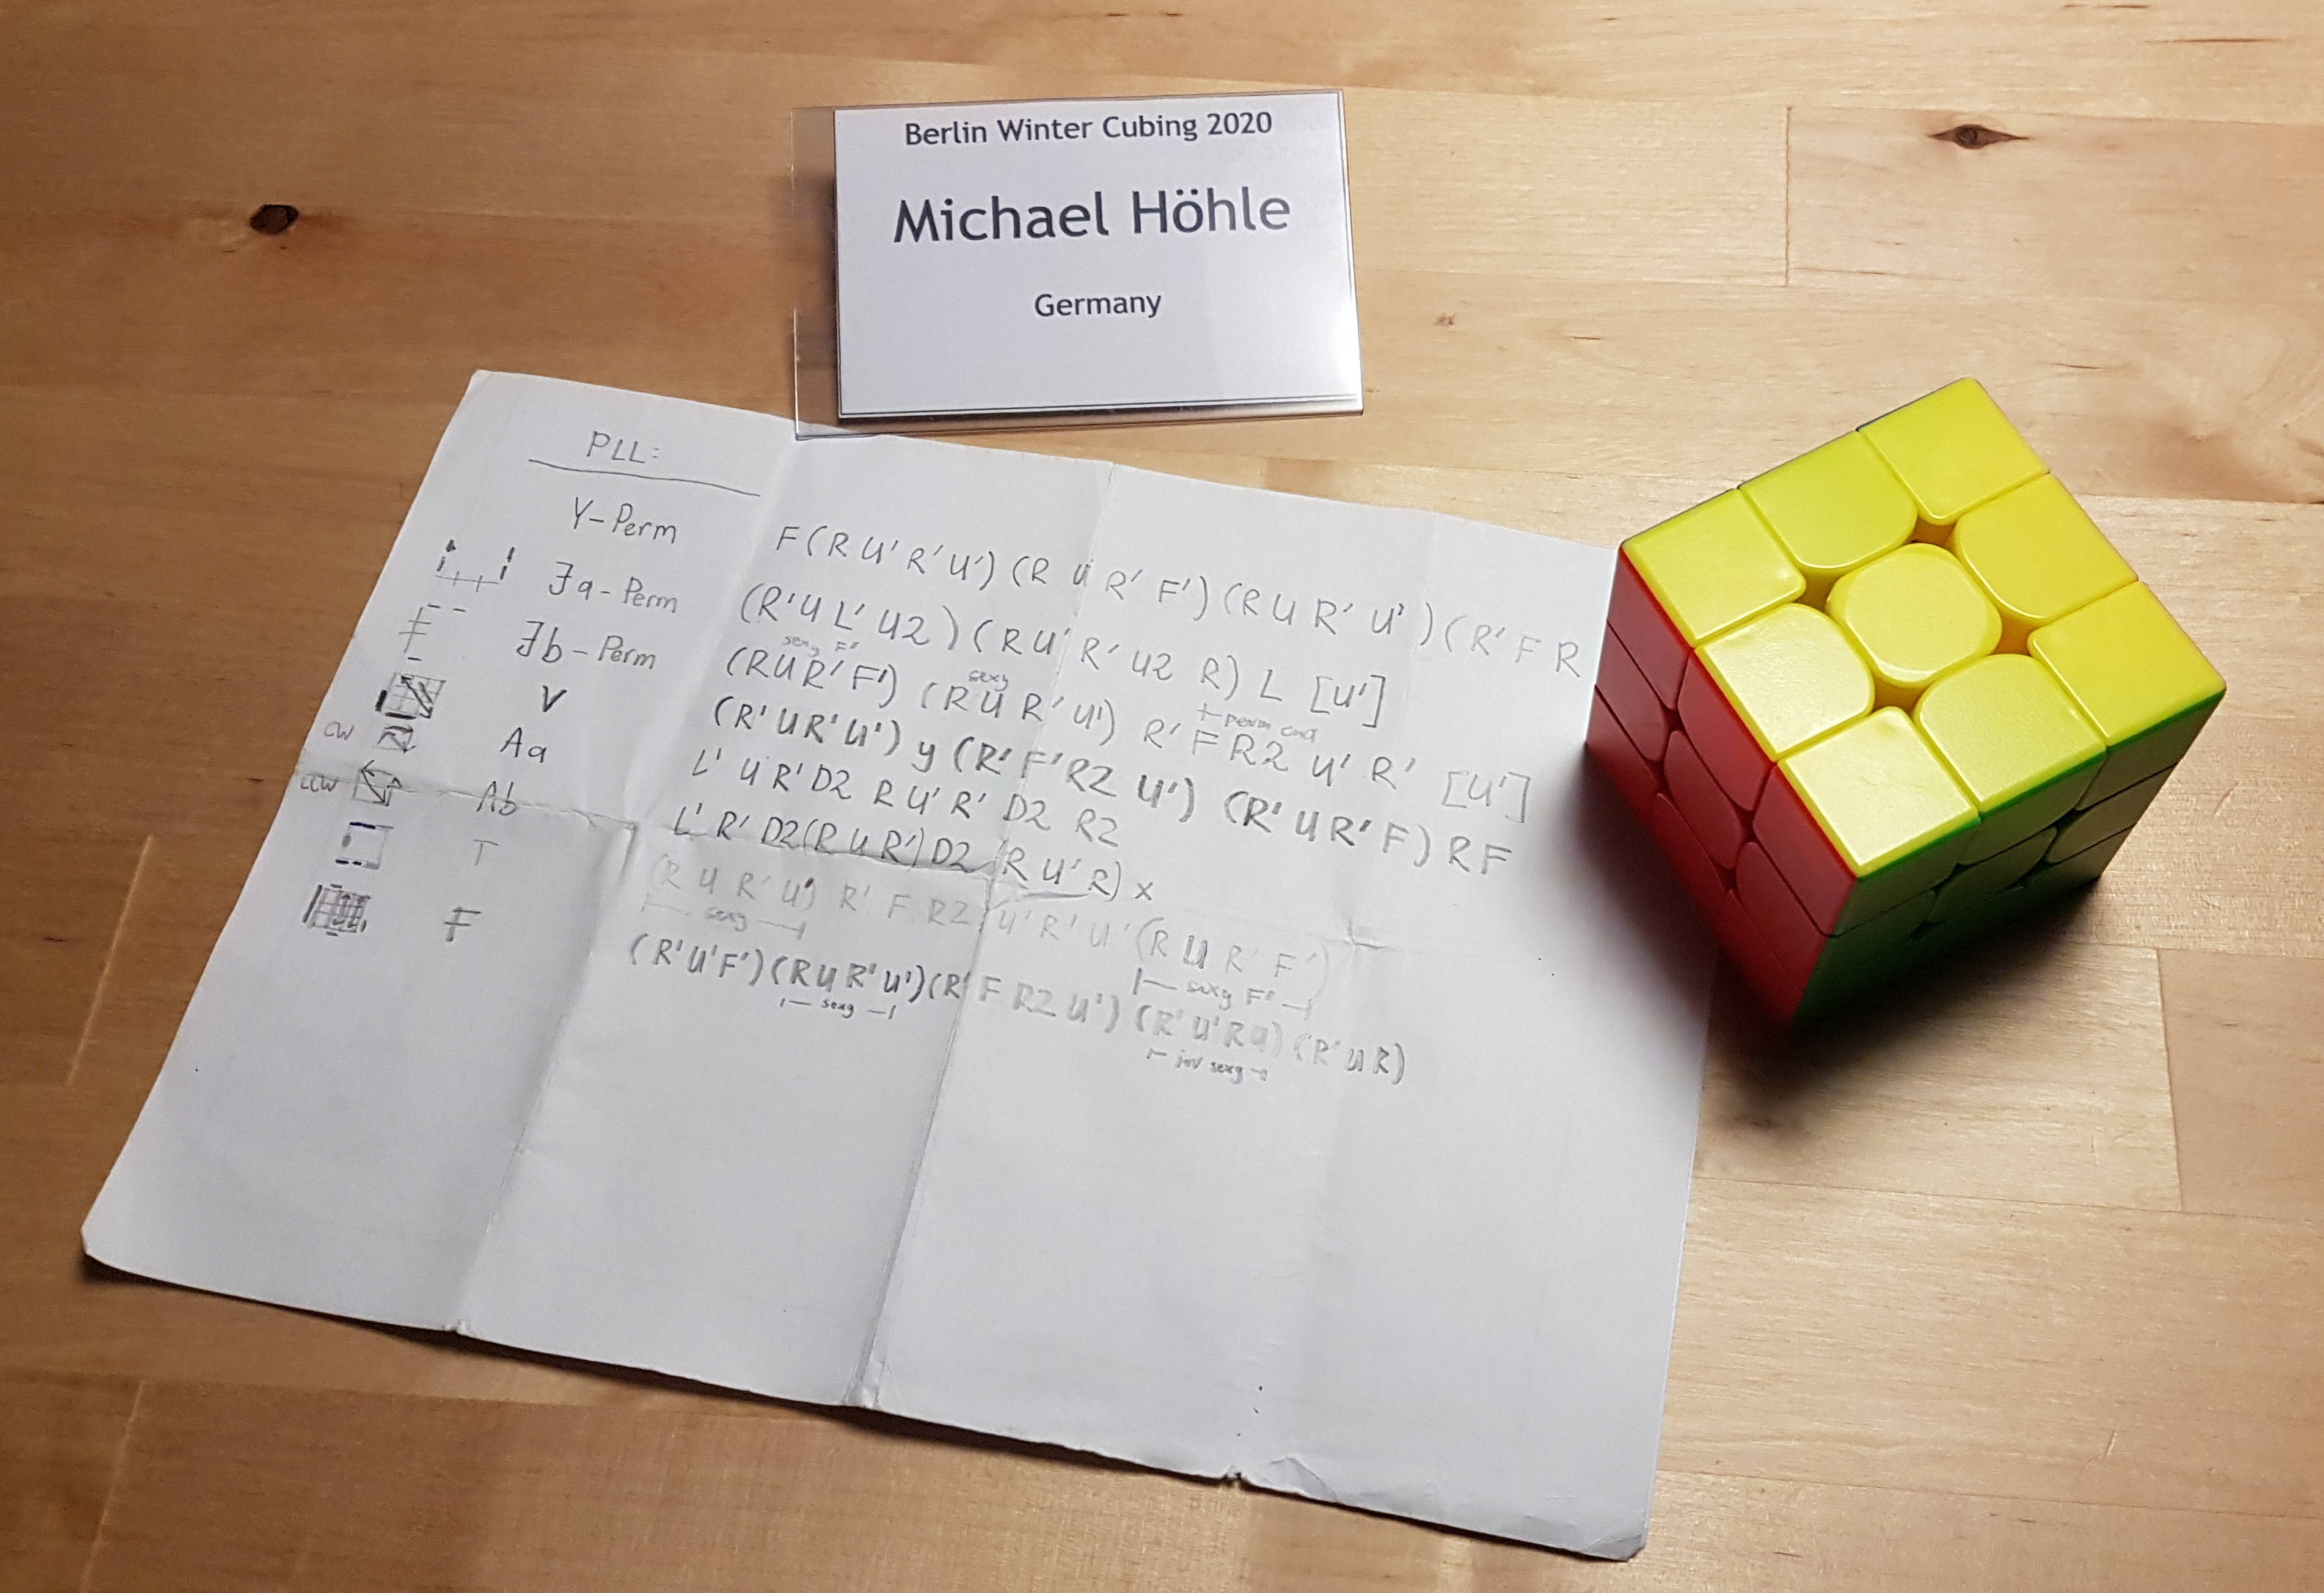 Berlin Winter Cubing 2020
Michael Höhle
Germany
PLL:
Y-Perm F(R U' R' U') (R U R' F') (R U R' U') (R' F R
Ja-Perm (R' U L' U2) (R U' R' U2 R) L [U']
sexy F' sexy T-perm end
Jb-Perm (R U R' F') (R U R' U') R' F R2 U' R' [U']
V (R' U R' U') y (R' F' R2 U') (R' U R' F) R F
CW Aa L' U R' D2 R U' R' D2 R2
CCW Ab L' R' D2 (R U R') D2 (R U' R) x
T (R U R' U') R' F R2 U' R' U' (R U R' F')
sexy sexy F'
F (R' U' F') (R U R' U') (R' F R2 U') (R' U' R U) (R' U R)
sexy inv sexy